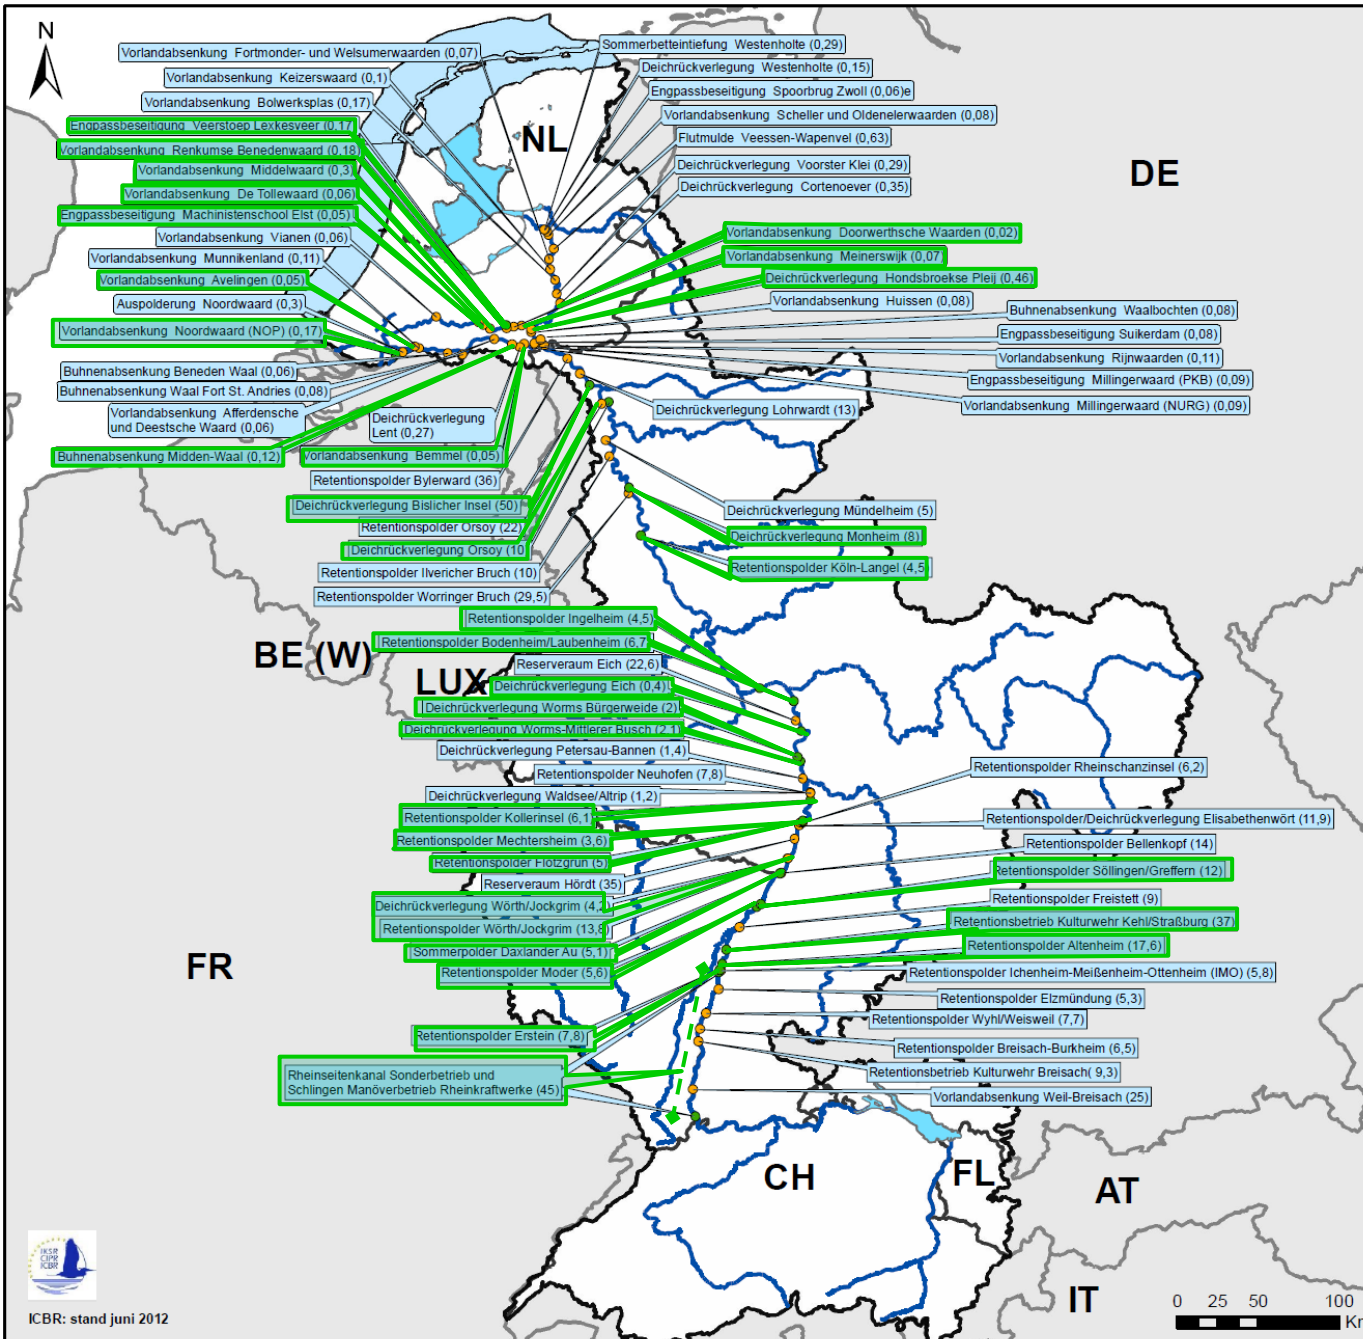 N
Vorlandabsenkung Fortmonder- und Welsumerwaarden (0,07)
Vorlandabsenkung Keizerswaard (0,1)
Vorlandabsenkung Bolwerksplas (0,17)
Engpassbeseitigung Veerstoep Lexkesveer (0,17
Vorlandabsenkung Renkumse Benedenwaard (0,18)
Vorlandabsenkung Middelwaard (0,3)
Vorlandabsenkung De Tollewaard (0,06)
Engpassbeseitigung Machinistenschool Elst (0,05)
Vorlandabsenkung Vianen (0,06)
Vorlandabsenkung Munnikenland (0,11)
Vorlandabsenkung Avelingen (0,05)
Auspolderung Noordwaard (0,3)
Vorlandabsenkung Noordwaard (NOP) (0,17)
Buhnenabsenkung Beneden Waal (0,06)
Buhnenabsenkung Waal Fort St. Andries (0,08)
Vorlandabsenkung Afferdensche
und Deestsche Waard (0,06)
Buhnenabsenkung Midden-Waal (0,12)
Deichrückverlegung
Lent (0,27)
Vorlandabsenkung Bemmel (0,05)
Retentionspolder Bylerward (36)
Deichrückverlegung Bislicher Insel (50)
Retentionspolder Orsoy (22)
Deichrückverlegung Orsoy (10
Retentionspolder Ilvericher Bruch (10)
Retentionspolder Worringer Bruch (29,5)
Sommerbetteintiefung Westenholte (0,29)
Deichrückverlegung Westenholte (0,15)
Engpassbeseitigung Spoorbrug Zwoll (0,06)e
Vorlandabsenkung Scheller und Oldenelerwaarden (0,08)
Flutmulde Veessen-Wapenvel (0,63)
Deichrückverlegung Voorster Klei (0,29)
Deichrückverlegung Cortenoever (0,35)
Vorlandabsenkung Doorwerthsche Waarden (0,02)
Vorlandabsenkung Meinerswijk (0,07)
Deichrückverlegung Hondsbroekse Pleij (0,46)
Vorlandabsenkung Huissen (0,08)
Buhnenabsenkung Waalbochten (0,08)
Engpassbeseitigung Suikerdam (0,08)
Vorlandabsenkung Rijnwaarden (0,11)
Engpassbeseitigung Millingerwaard (PKB) (0,09)
Vorlandabsenkung Millingerwaard (NURG) (0,09)
Deichrückverlegung Lohrwardt (13)
Deichrückverlegung Mündelheim (5)
Deichrückverlegung Monheim (8)
Retentionspolder Köln-Langel (4,5)
NL
DE
BE (W)
LUX
Retentionspolder Ingelheim (4,5)
Retentionspolder Bodenheim/Laubenheim (6,7
Reserveraum Eich (22,6)
Deichrückverlegung Eich (0,4)
Deichrückverlegung Worms Bürgerweide (2)
Deichrückverlegung Worms-Mittlerer Busch (2,1)
Deichrückverlegung Petersau-Bannen (1,4)
Retentionspolder Neuhofen (7,8)
Deichrückverlegung Waldsee/Altrip (1,2)
Retentionspolder Kollerinsel (6,1)
Retentionspolder Mechtersheim (3,6)
Retentionspolder Flotzgrün (5)
Reserveraum Hördt (35)
Deichrückverlegung Wörth/Jockgrim (4,2)
Retentionspolder Wörth/Jockgrim (13,8
Sommerpolder Daxlander Au (5,1)
Retentionspolder Moder (5,6)
Retentionspolder Erstein (7,8)
Rheinseitenkanal Sonderbetrieb und
Schlingen Manöverbetrieb Rheinkraftwerke (45)
Retentionspolder Rheinschanzinsel (6,2)
Retentionspolder/Deichrückverlegung Elisabethenwört (11,9)
Retentionspolder Bellenkopf (14)
Retentionspolder Söllingen/Greffern (12)
Retentionspolder Freistett (9)
Retentionsbetrieb Kulturwehr Kehl/Straßburg (37)
Retentionspolder Altenheim (17,6)
Retentionspolder Ichenheim-Meißenheim-Ottenheim (IMO) (5,8)
Retentionspolder Elzmündung (5,3)
Retentionspolder Wyhl/Weisweil (7,7)
Retentionspolder Breisach-Burkheim (6,5)
Retentionsbetrieb Kulturwehr Breisach( 9,3)
Vorlandabsenkung Weil-Breisach (25)
FR
CH
FL
AT
IT
IKSR
CIPR
ICBR
ICBR: stand juni 2012
0 25 50 100
Km